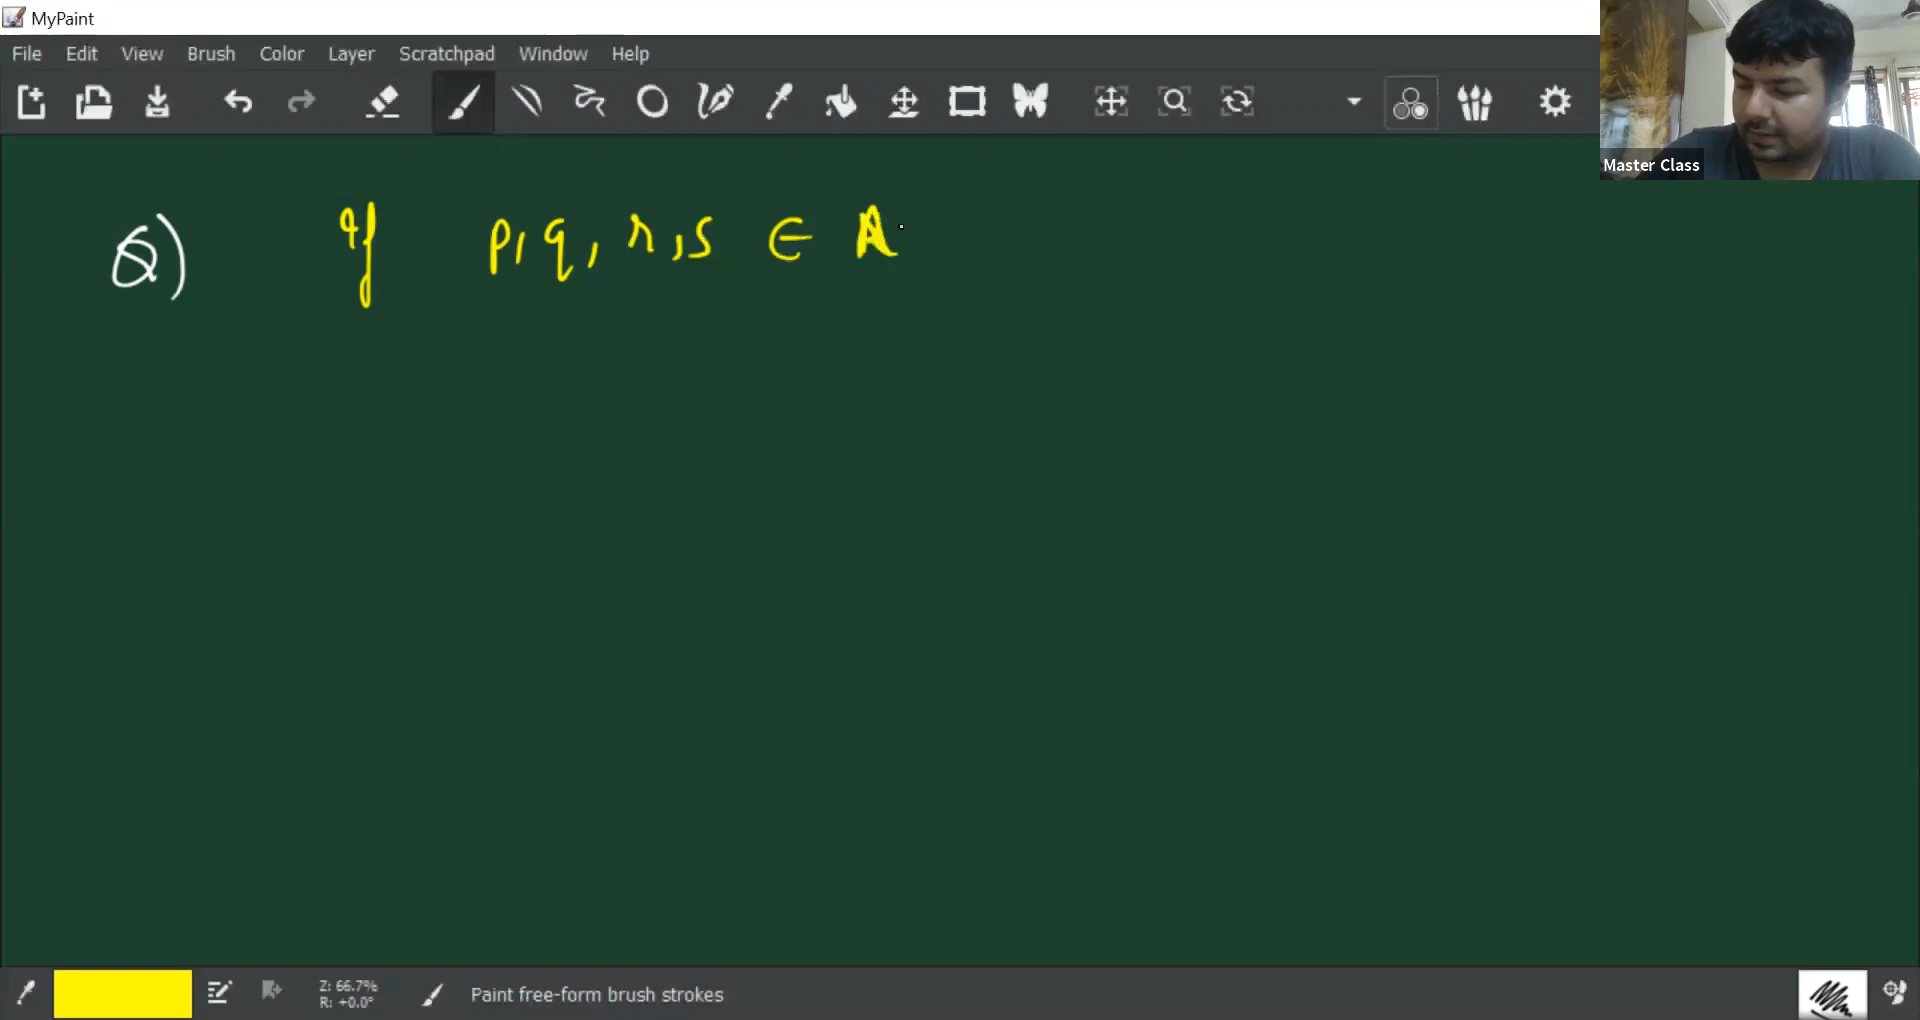 MyPaint
File Edit View Brush Color Layer Scratchpad Window Help
Master Class
Q) If p, q, r, s ∈ R
Z: 66.7%
R: +0.0°
Paint free-form brush strokes